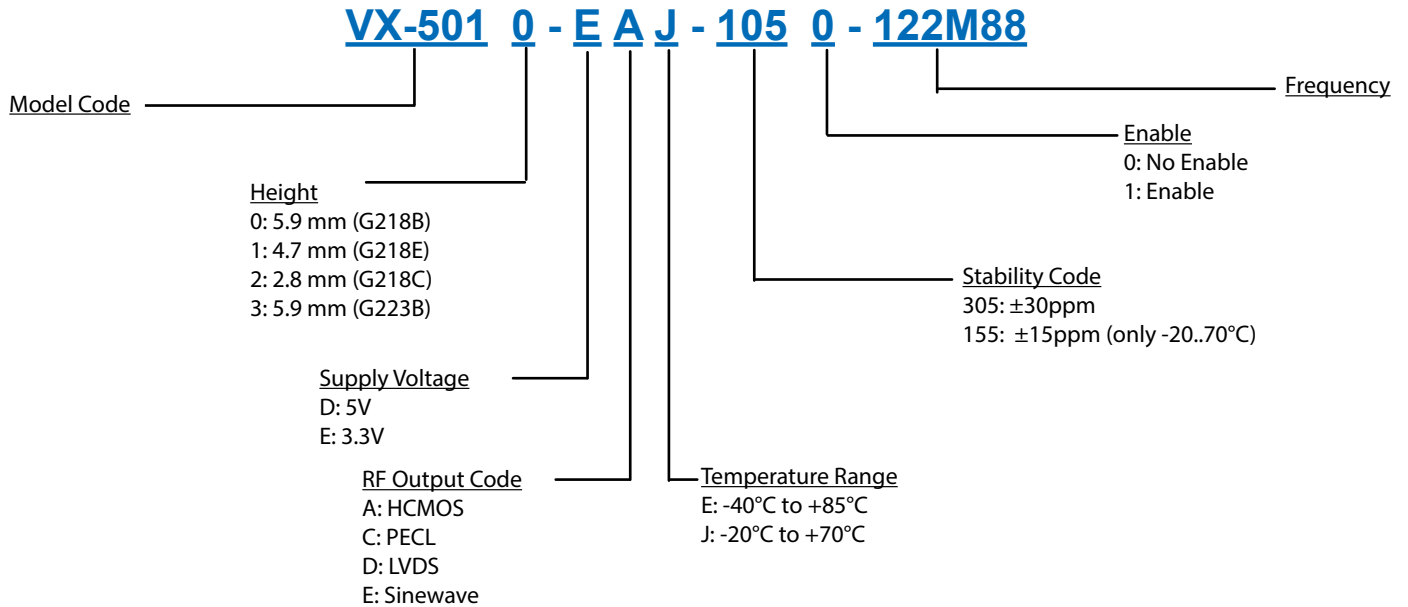 VX-501 0 - E A J - 105 0 - 122M88
Model Code
Frequency
Enable
0: No Enable
1: Enable
Height
0: 5.9 mm (G218B)
1: 4.7 mm (G218E)
2: 2.8 mm (G218C)
3: 5.9 mm (G223B)
Stability Code
305: ±30ppm
155: ±15ppm (only -20..70°C)
Supply Voltage
D: 5V
E: 3.3V
RF Output Code
A: HCMOS
C: PECL
D: LVDS
E: Sinewave
Temperature Range
E: -40°C to +85°C
J: -20°C to +70°C